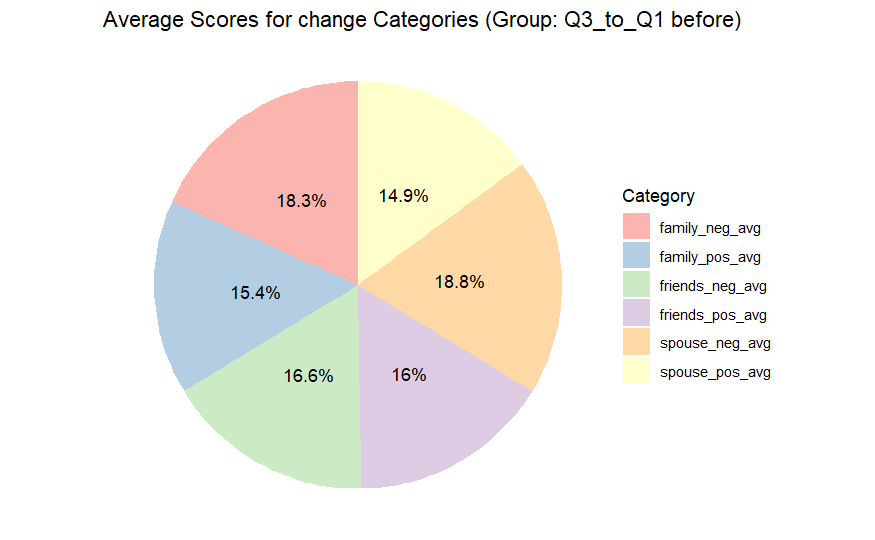 Average Scores for change Categories (Group: Q3_to_Q1 before)
18.3%
14.9%
15.4%
18.8%
16.6%
16%
Category
family_neg_avg
family_pos_avg
friends_neg_avg
friends_pos_avg
spouse_neg_avg
spouse_pos_avg